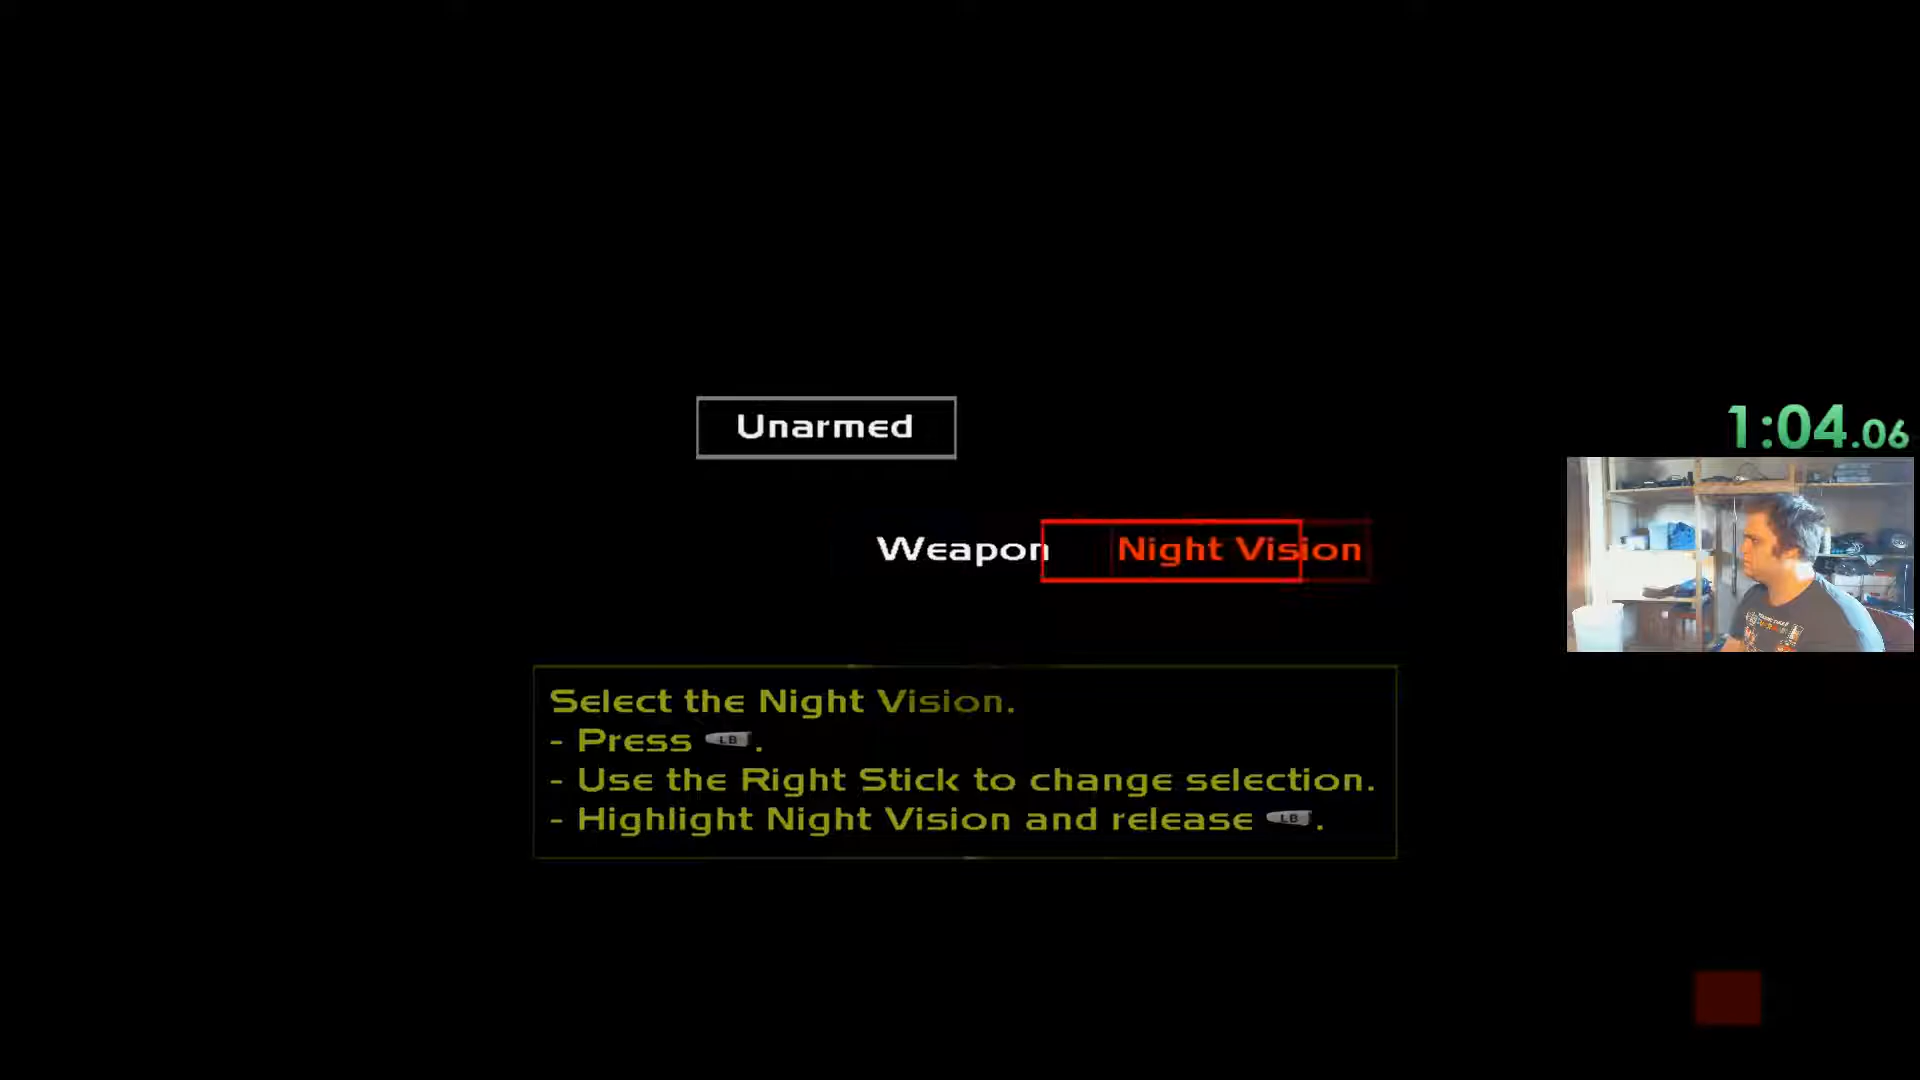 Unarmed
1:04.06
Weapon
Night Vision
Select the Night Vision.
- Press LB.
- Use the Right Stick to change selection.
- Highlight Night Vision and release LB.